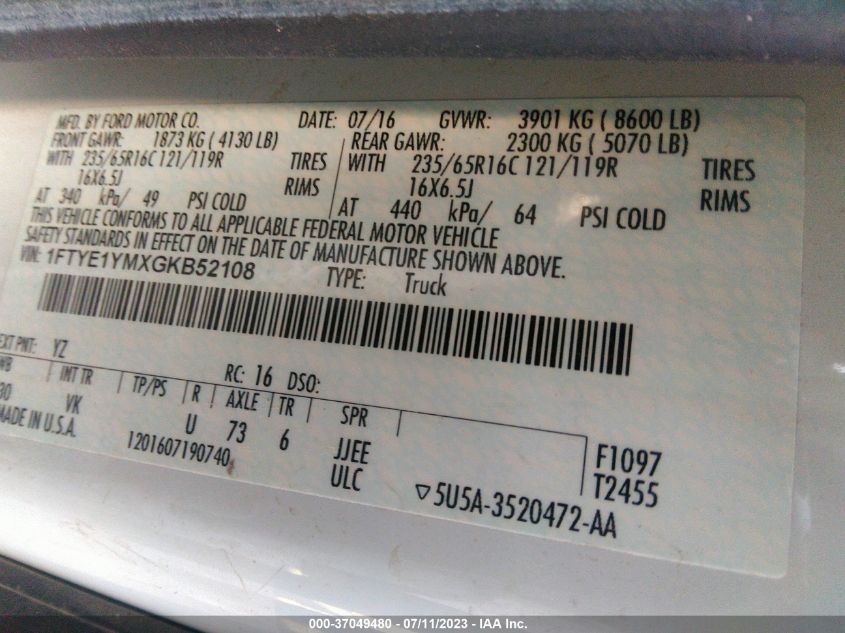 MFD. BY FORD MOTOR CO. DATE: 07/16 GVWR: 3901 KG ( 8600 LB)
FRONT GAWR: 1873 KG ( 4130 LB) REAR GAWR: 2300 KG ( 5070 LB)
WITH 235/65R16C 121/119R TIRES WITH 235/65R16C 121/119R TIRES
16X6.5J RIMS 16X6.5J RIMS
AT 340 kPa/ 49 PSI COLD AT 440 kPa/ 64 PSI COLD
THIS VEHICLE CONFORMS TO ALL APPLICABLE FEDERAL MOTOR VEHICLE
SAFETY STANDARDS IN EFFECT ON THE DATE OF MANUFACTURE SHOWN ABOVE.
VIN: 1FTYE1YMXGKB52108 TYPE: Truck
EXT PNT: YZ RC: 16 DSO:
WB INT TR TP/PS R AXLE TR SPR
30 VK U 73 6 JJEE F1097
MADE IN U.S.A. 1201607190740 ULC T2455
▽5U5A-3520472-AA
000-37049480 - 07/11/2023 - IAA Inc.